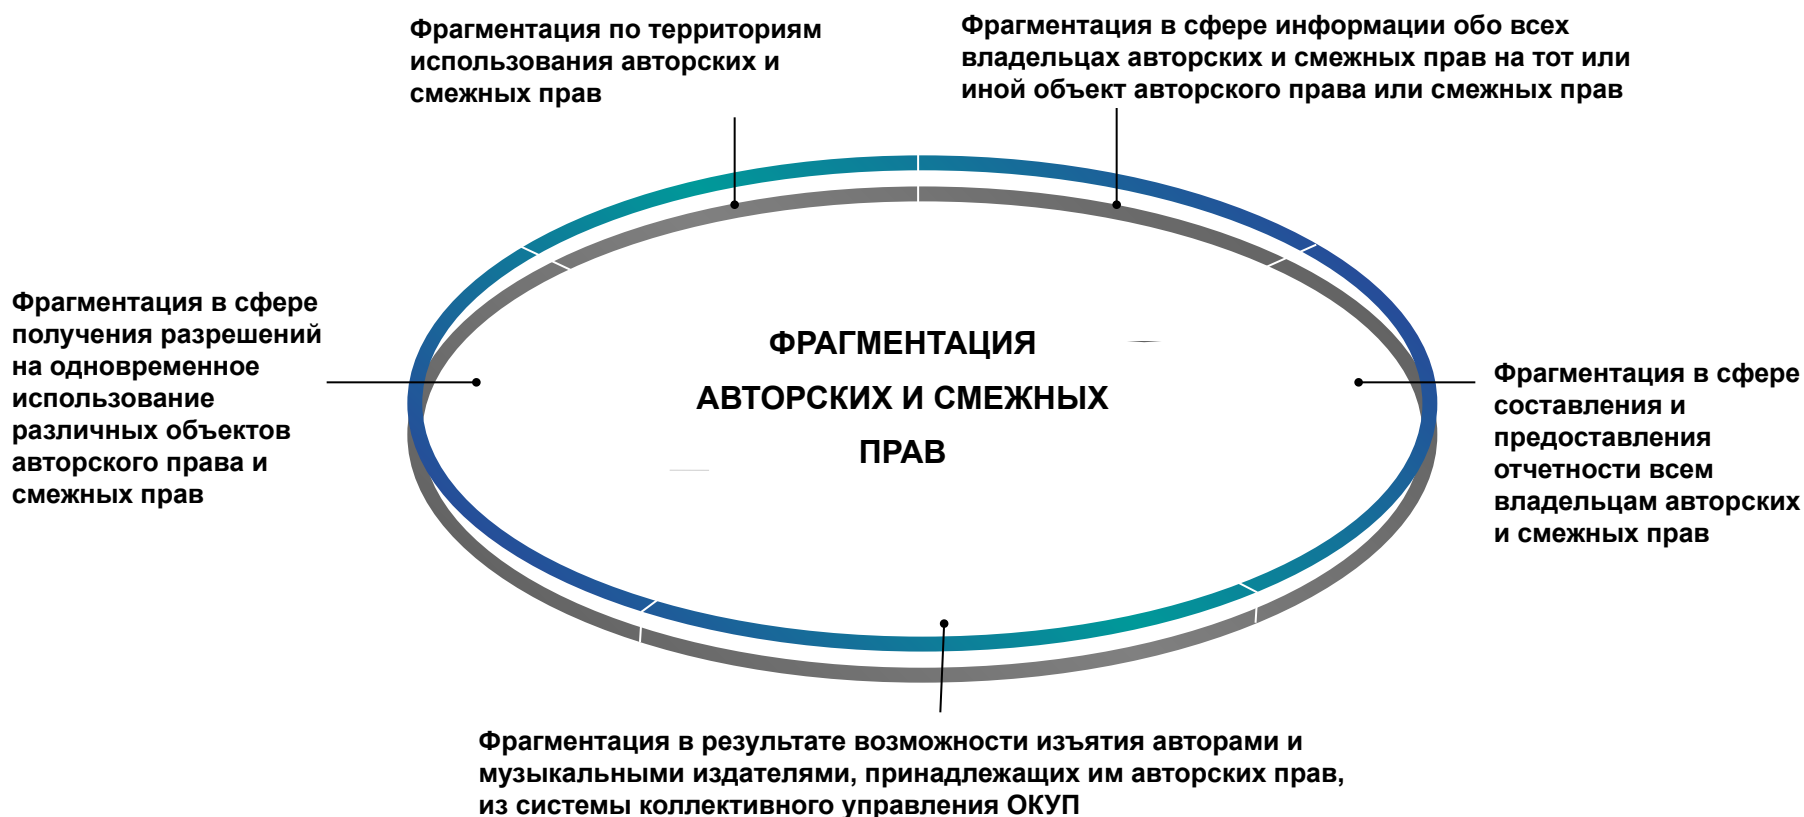 Фрагментация по территориям
использования авторских и
смежных прав
Фрагментация в сфере информации обо всех
владельцах авторских и смежных прав на тот или
иной объект авторского права или смежных прав
Фрагментация в сфере
получения разрешений
на одновременное
использование
различных объектов
авторского права и
смежных прав
ФРАГМЕНТАЦИЯ
АВТОРСКИХ И СМЕЖНЫХ
ПРАВ
Фрагментация в сфере
составления и
предоставления
отчетности всем
владельцам авторских
и смежных прав
Фрагментация в результате возможности изъятия авторами и
музыкальными издателями, принадлежащих им авторских прав,
из системы коллективного управления ОКУП